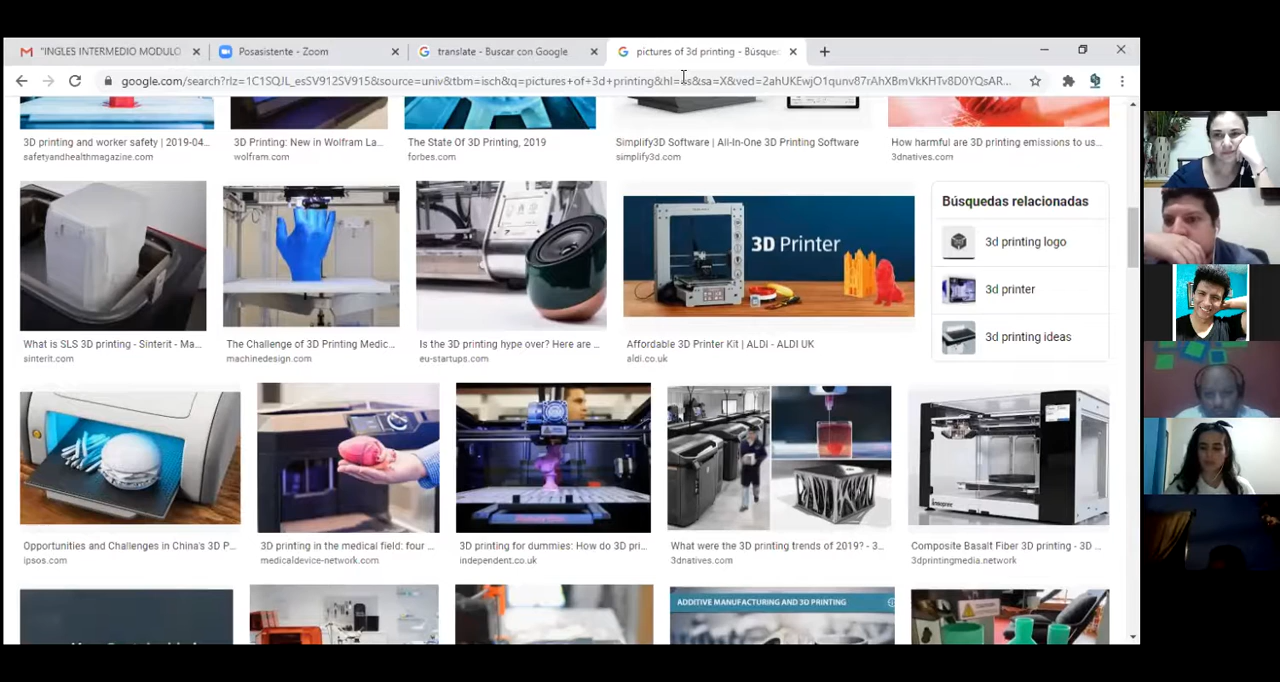 "INGLES INTERMEDIO MODULO
Posasistente - Zoom
translate - Buscar con Google
pictures of 3d printing - Búsque
google.com/search?rlz=1C1SQJL_esSV912SV915&source=univ&tbm=isch&q=pictures+of+3d+printing&hl=es&sa=X&ved=2ahUKEwjO1qunv87rAhXBmVkKHTv8D0YQsAR...
3D printing and worker safety | 2019-04...
safetyandhealthmagazine.com
3D Printing: New in Wolfram La...
wolfram.com
The State Of 3D Printing, 2019
forbes.com
Simplify3D Software | All-In-One 3D Printing Software
simplify3d.com
How harmful are 3D printing emissions to us...
3dnatives.com
3D Printer
Búsquedas relacionadas
3d printing logo
3d printer
3d printing ideas
What is SLS 3D printing - Sinterit - Ma...
sinterit.com
The Challenge of 3D Printing Medic...
machinedesign.com
Is the 3D printing hype over? Here are ...
eu-startups.com
Affordable 3D Printer Kit | ALDI - ALDI UK
aldi.co.uk
Opportunities and Challenges in China's 3D P...
ipsos.com
3D printing in the medical field: four ...
medicaldevice-network.com
3D printing for dummies: How do 3D pri...
independent.co.uk
What were the 3D printing trends of 2019? - 3...
3dnatives.com
Composite Basalt Fiber 3D printing - 3D ...
3dprintingmedia.network
ADDITIVE MANUFACTURING AND 3D PRINTING